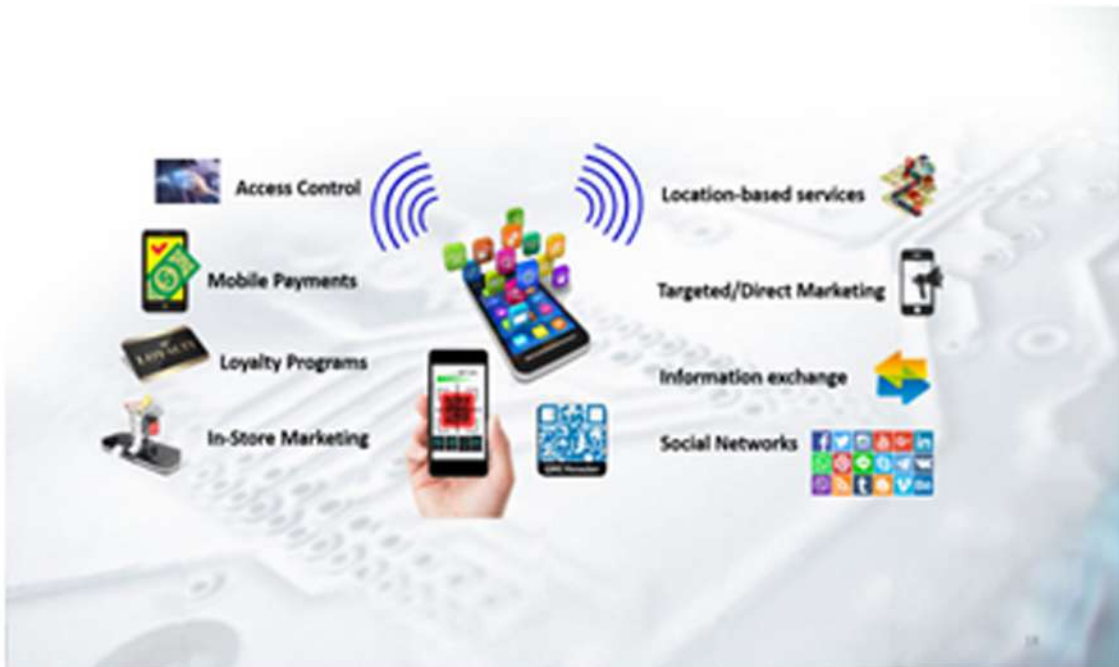 Access Control
Mobile Payments
Loyalty Programs
In-Store Marketing
Location-based services
Targeted/Direct Marketing
Information exchange
Social Networks